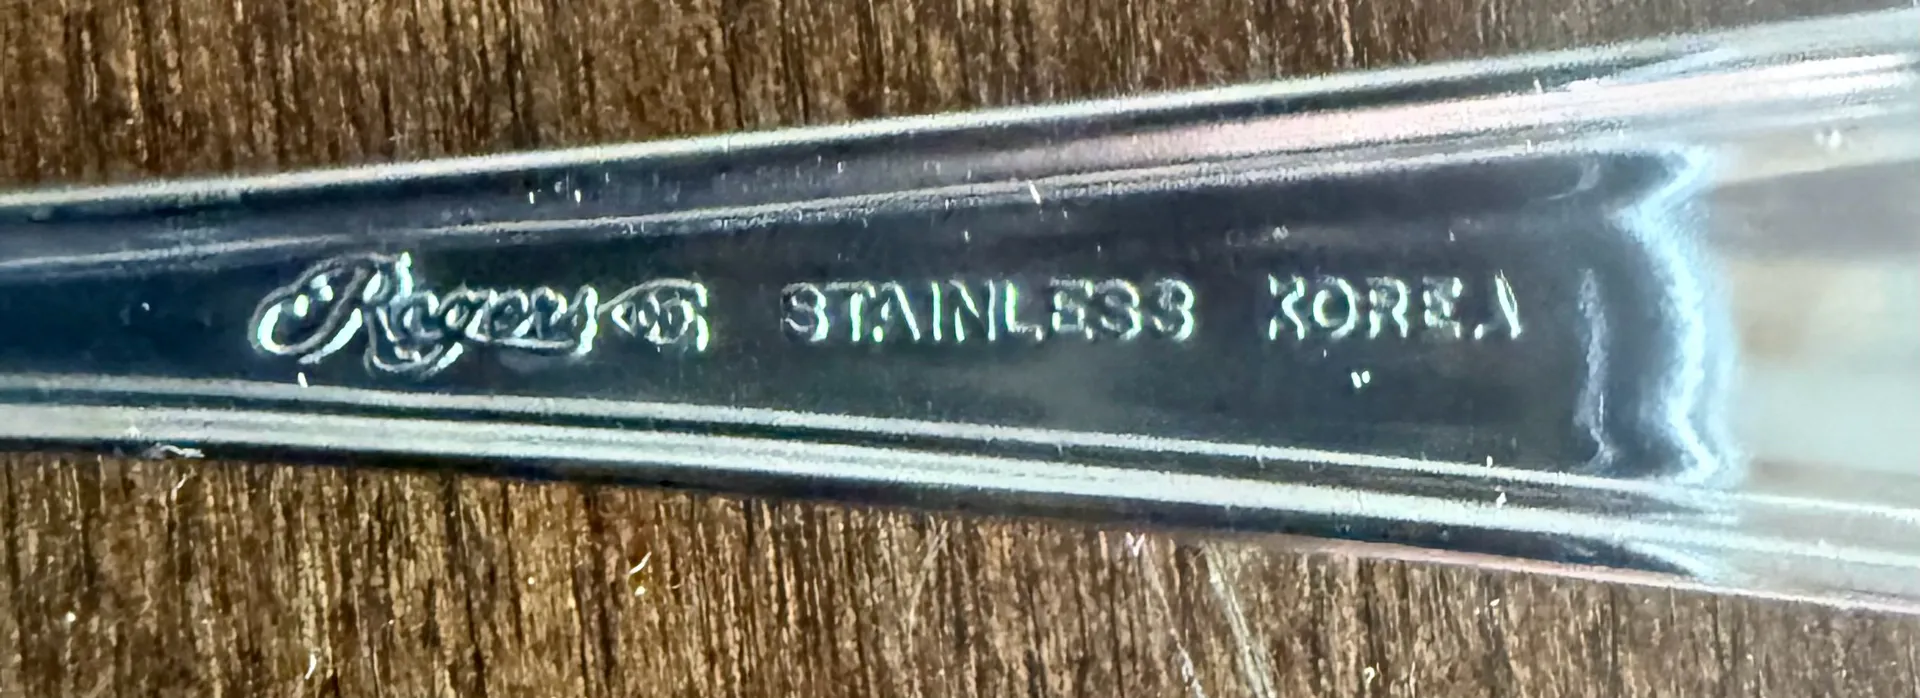 Rogers STAINLESS KOREA